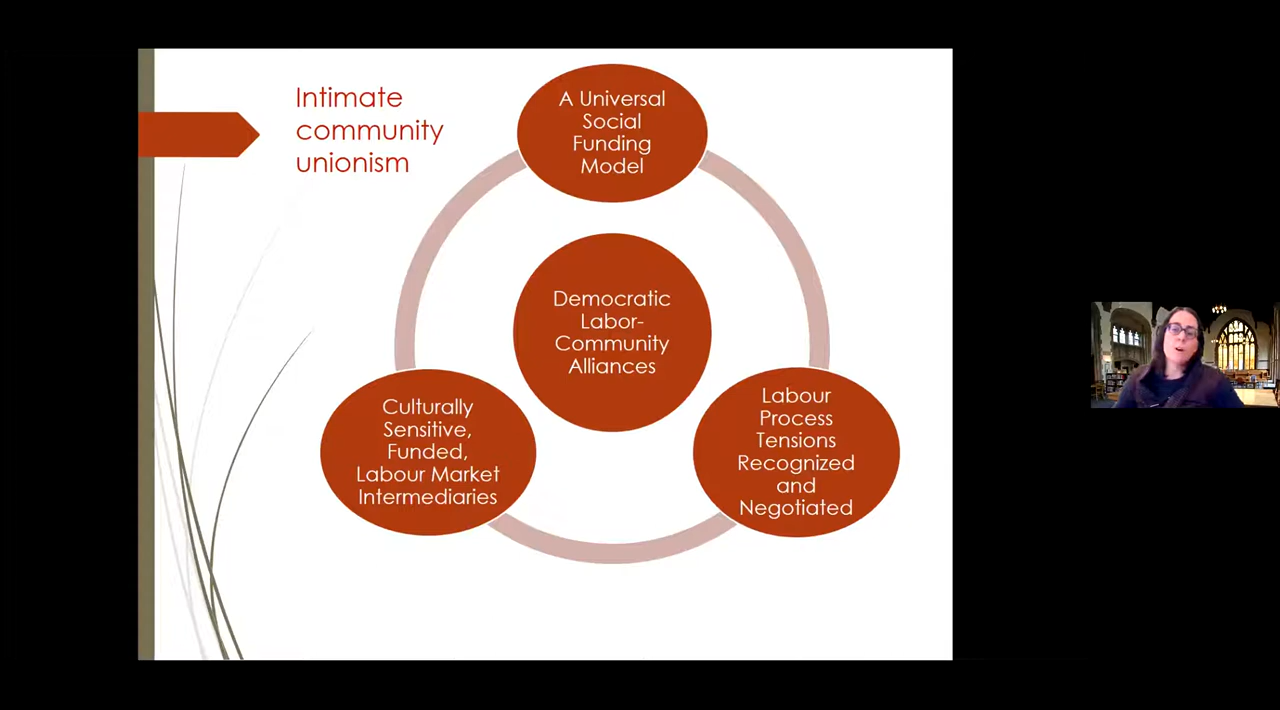 Intimate
community
unionism
A Universal
Social
Funding
Model
Democratic
Labor-
Community
Alliances
Culturally
Sensitive,
Funded,
Labour Market
Intermediaries
Labour
Process
Tensions
Recognized
and
Negotiated